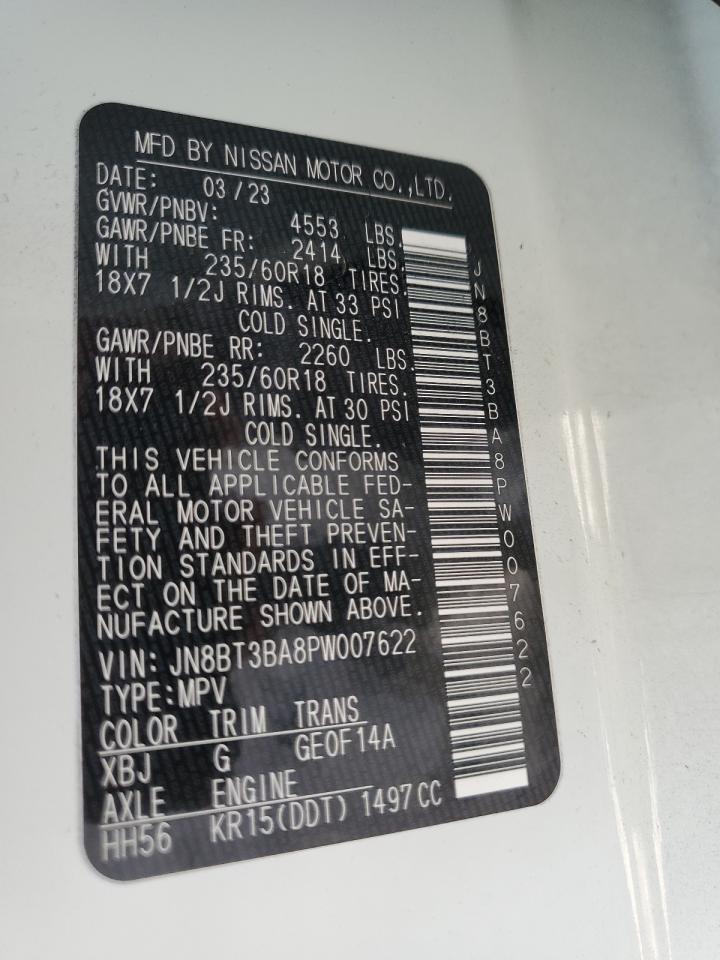 MFD BY NISSAN MOTOR CO.,LTD.
DATE: 03/23
GVWR/PNBV: 4553 LBS.
GAWR/PNBE FR: 2414 LBS.
WITH 235/60R18 TIRES.
18X7 1/2J RIMS. AT 33 PSI
COLD SINGLE.
GAWR/PNBE RR: 2260 LBS.
WITH 235/60R18 TIRES.
18X7 1/2J RIMS. AT 30 PSI
COLD SINGLE.
THIS VEHICLE CONFORMS
TO ALL APPLICABLE FED-
ERAL MOTOR VEHICLE SA-
FETY AND THEFT PREVEN-
TION STANDARDS IN EFF-
ECT ON THE DATE OF MA-
NUFACTURE SHOWN ABOVE.
VIN: JN8BT3BA8PW007622
TYPE:MPV
COLOR TRIM TRANS
XBJ G GE0F14A
AXLE ENGINE
HH56 KR15(DDT) 1497CC
JN8BT3BA8PW007622